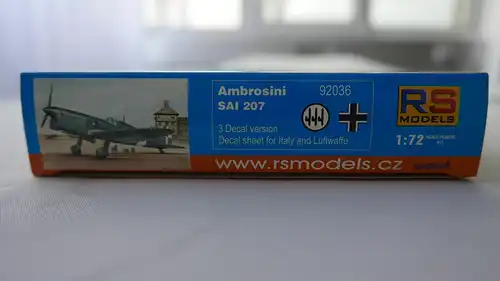 Ambrosini 92036
SAI 207
3 Decal version
Decal sheet for Italy and Luftwaffe
RS
MODELS
1:72
www.rsmodels.cz